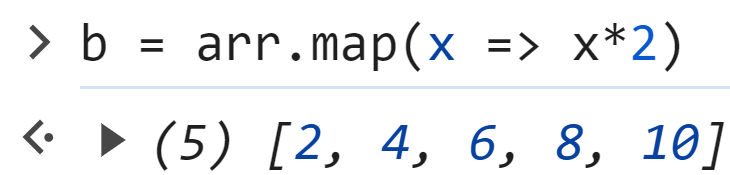 > b = arr.map(x => x*2)
(5) [2, 4, 6, 8, 10]